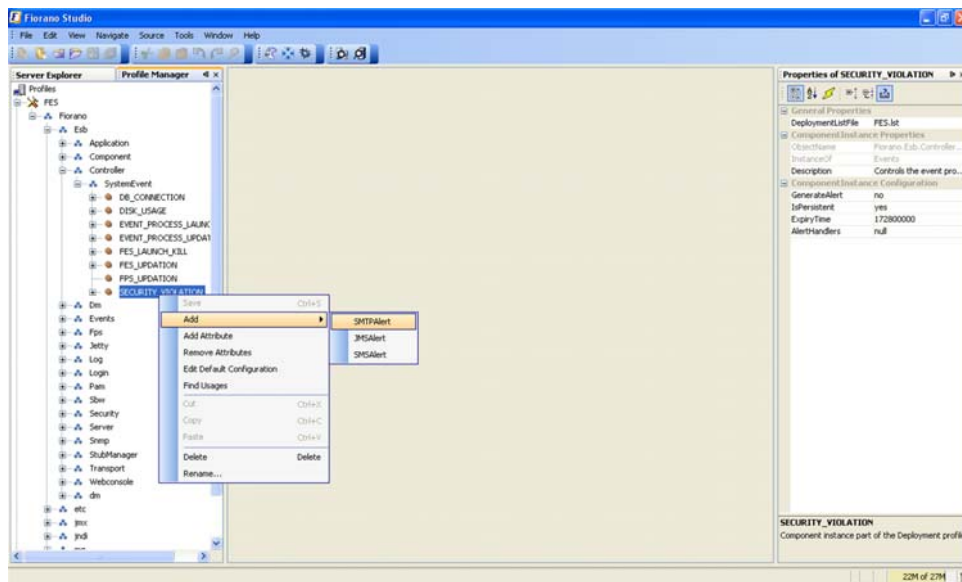 Fiorano Studio
File Edit View Navigate Source Tools Window Help
Server Explorer
Profile Manager
Profiles
FES
Fiorano
Esb
Application
Component
Controller
SystemEvent
DB_CONNECTION
DISK_USAGE
EVENT_PROCESS_LAUNC
EVENT_PROCESS_UPDAT
FES_LAUNCH_KILL
FES_UPDATION
FPS_UPDATION
SECURITY_VIOLATION
Dm
Events
Fps
Jetty
Log
Login
Pam
Sbw
Security
Server
Snmp
StubManager
Transport
Webconsole
dm
etc
jmx
jndi
Save Ctrl+S
Add
Add Attribute
Remove Attributes
Edit Default Configuration
Find Usages
Cut Ctrl+X
Copy Ctrl+C
Paste Ctrl+V
Delete Delete
Rename...
SMTPAlert
JMSAlert
SMSAlert
Properties of SECURITY_VIOLATION
General Properties
DeploymentListFile FES.lst
ComponentInstance Properties
ObjectName Fiorano.Esb.Controller...
InstanceOf Events
Description Controls the event pro...
ComponentInstance Configuration
GenerateAlert no
IsPersistent yes
ExpiryTime 172800000
AlertHandlers null
SECURITY_VIOLATION
Component instance part of the Deployment profil
22M of 27M